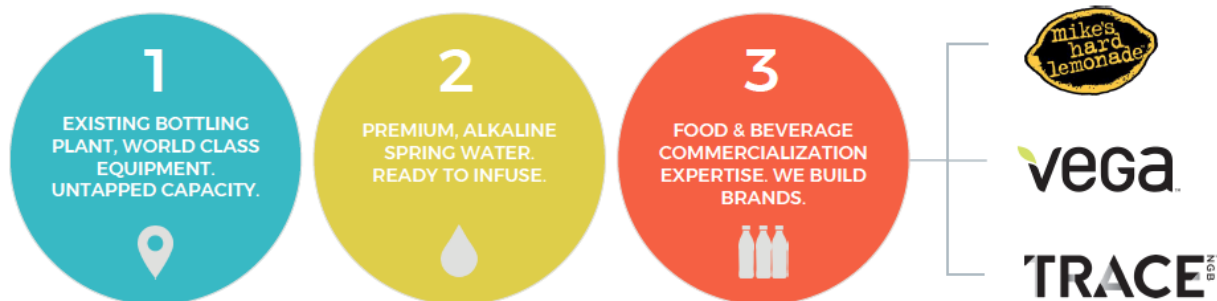 1
EXISTING BOTTLING
PLANT, WORLD CLASS
EQUIPMENT.
UNTAPPED CAPACITY.
2
PREMIUM, ALKALINE
SPRING WATER.
READY TO INFUSE.
3
FOOD & BEVERAGE
COMMERCIALIZATION
EXPERTISE. WE BUILD
BRANDS.
mike's
hard
lemonade
vega
TRACE NGB